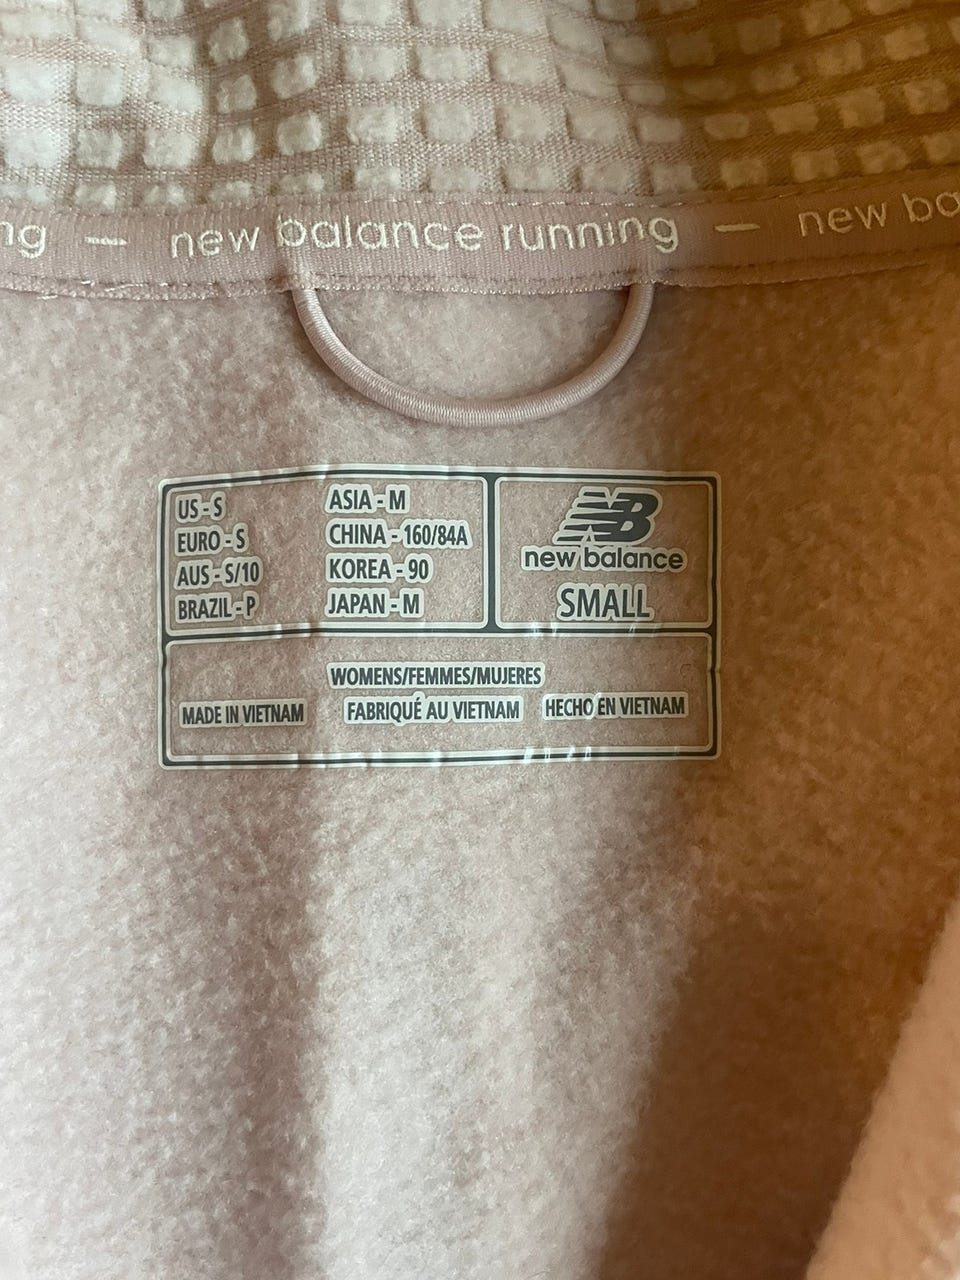 ng — new balance running — new ba
US - S
EURO - S
AUS - S/10
BRAZIL - P
ASIA - M
CHINA - 160/84A
KOREA - 90
JAPAN - M
NB
new balance
SMALL
WOMENS/FEMMES/MUJERES
MADE IN VIETNAM FABRIQUÉ AU VIETNAM HECHO EN VIETNAM